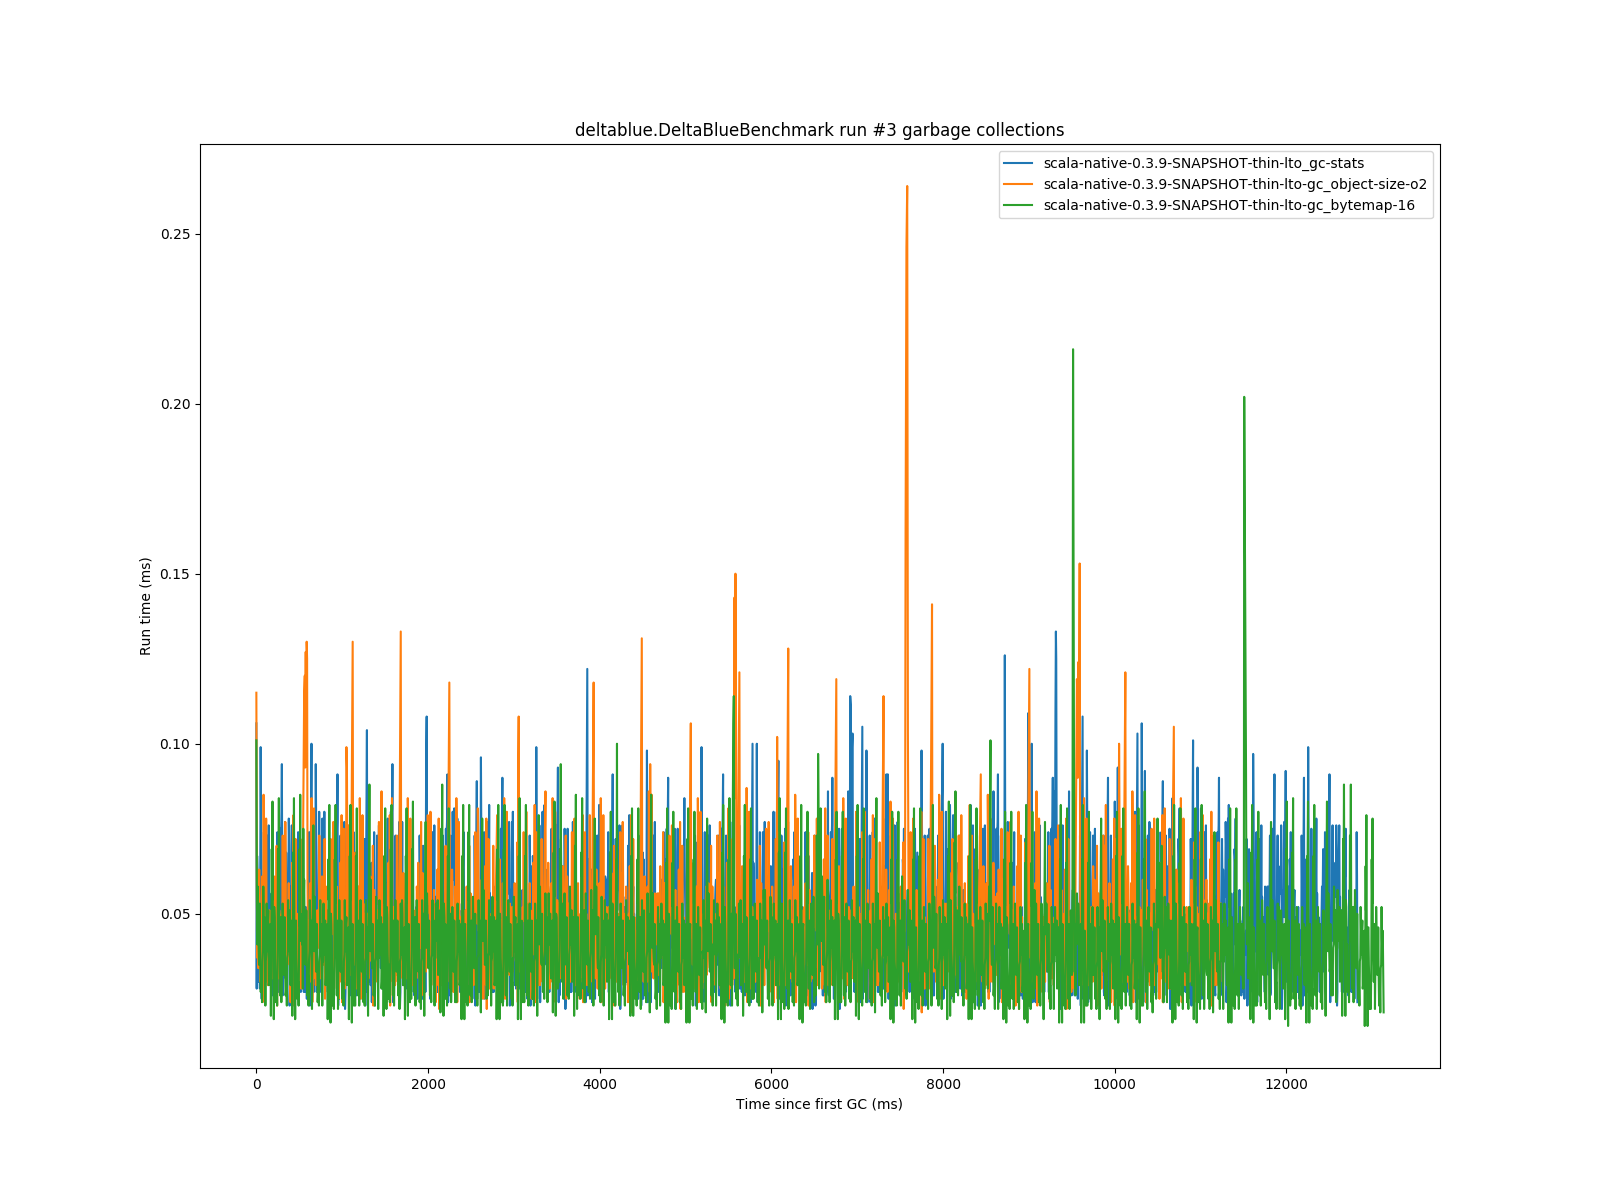 deltablue.DeltaBlueBenchmark run #3 garbage collections
scala-native-0.3.9-SNAPSHOT-thin-lto_gc-stats
scala-native-0.3.9-SNAPSHOT-thin-lto-gc_object-size-o2
scala-native-0.3.9-SNAPSHOT-thin-lto-gc_bytemap-16
0.25
0.20
0.15
0.10
0.05
Run time (ms)
0 2000 4000 6000 8000 10000 12000
Time since first GC (ms)